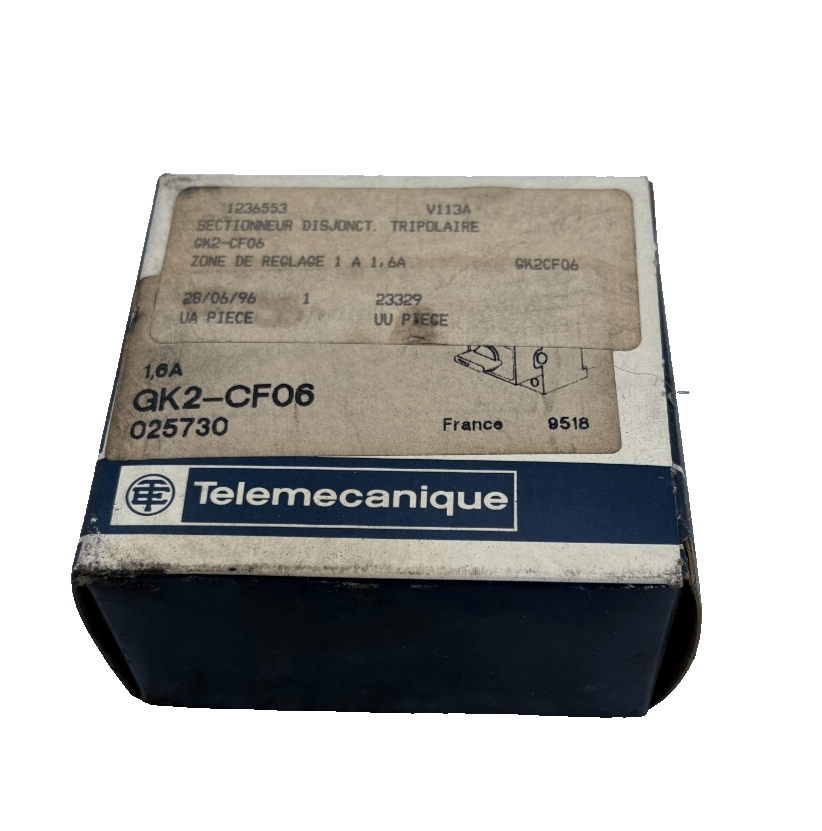 1236553 V113A
SECTIONNEUR DISJONCT. TRIPOLAIRE
GK2-CF06
ZONE DE REGLAGE 1 A 1,6A GK2CF06
28/06/96 1 23329
UA PIECE UU PIECE
1,6A
GK2-CF06
025730 France 9518
TE Telemecanique